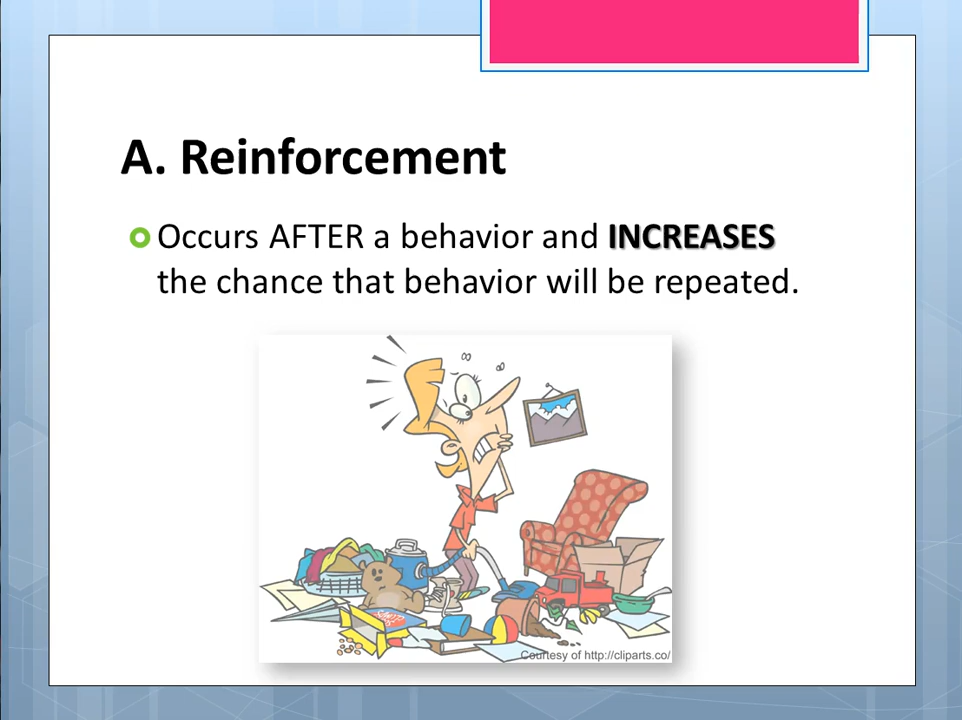 A. Reinforcement
Occurs AFTER a behavior and INCREASES
the chance that behavior will be repeated.
Courtesy of http://cliparts.co/